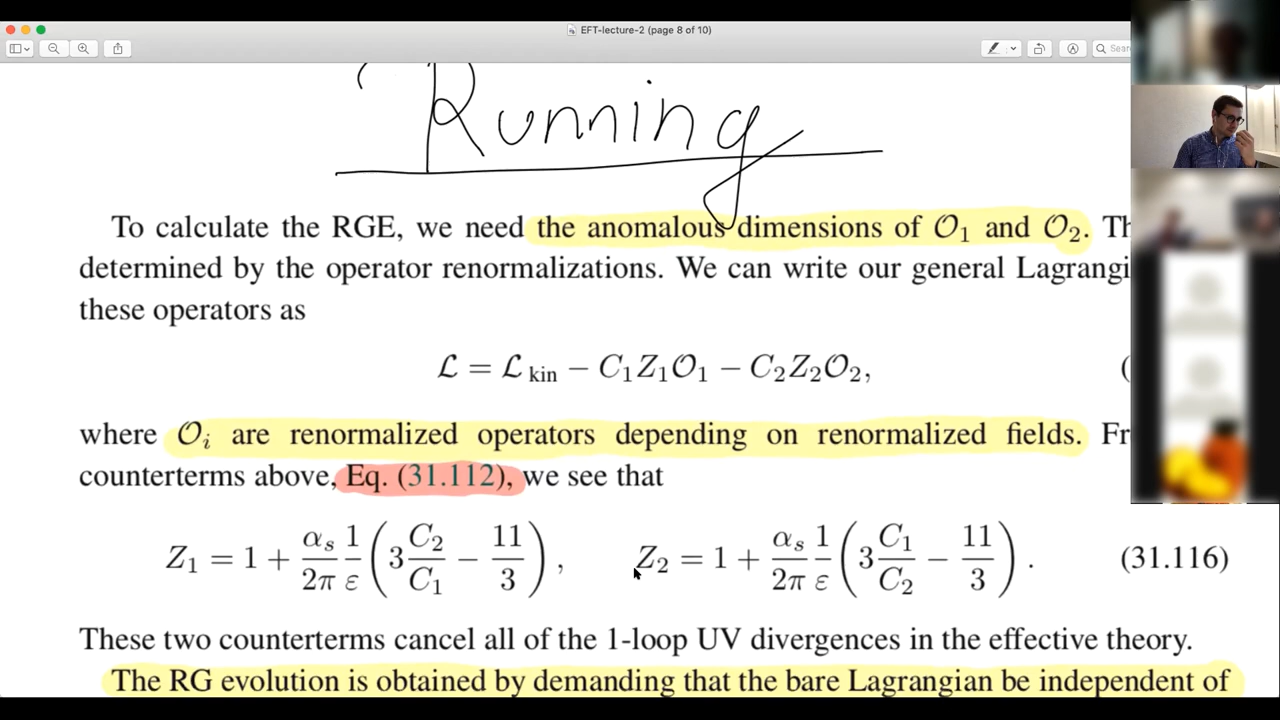 EFT-lecture-2 (page 8 of 10)
Running
To calculate the RGE, we need the anomalous dimensions of 𝒪₁ and 𝒪₂. Th
determined by the operator renormalizations. We can write our general Lagrangi
these operators as
ℒ = ℒ kin − C₁Z₁O₁ − C₂Z₂O₂, (
where 𝒪ᵢ are renormalized operators depending on renormalized fields. Fr
counterterms above, Eq. (31.112), we see that
Z₁ = 1 + αₛ/2π 1/ε (3 C₂/C₁ − 11/3), Z₂ = 1 + αₛ/2π 1/ε (3 C₁/C₂ − 11/3). (31.116)
These two counterterms cancel all of the 1-loop UV divergences in the effective theory.
The RG evolution is obtained by demanding that the bare Lagrangian be independent of